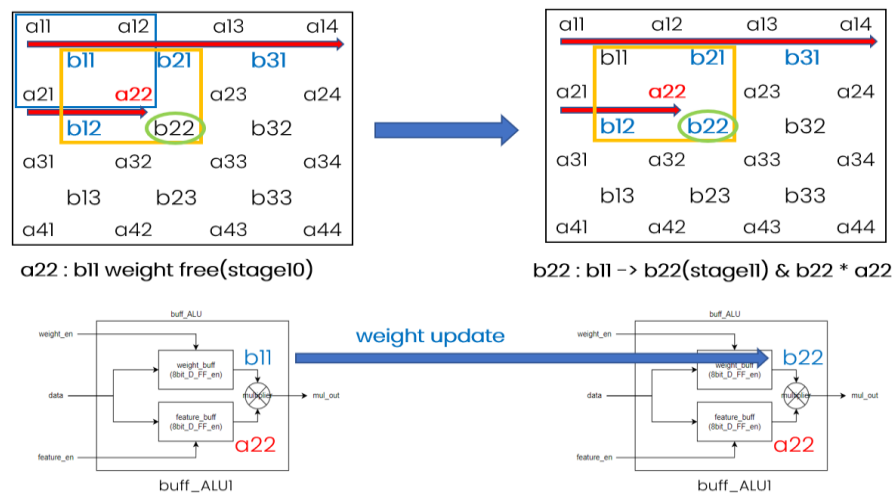 a11 a12 a13 a14
b11 b21 b31
a21 a22 a23 a24
b12 b22 b32
a31 a32 a33 a34
b13 b23 b33
a41 a42 a43 a44
a22 : b11 weight free(stage10)
a11 a12 a13 a14
b11 b21 b31
a21 a22 a23 a24
b12 b22 b32
a31 a32 a33 a34
b13 b23 b33
a41 a42 a43 a44
b22 : b11 -> b22(stage11) & b22 * a22
buff_ALU
weight_en
b11
weight_buff
(8bit_D_FF_en)
data
multiplier
mul_out
feature_buff
(8bit_D_FF_en)
a22
feature_en
buff_ALU1
weight update
buff_ALU
weight_en
b22
weight_buff
(8bit_D_FF_en)
data
multiplier
mul_out
feature_buff
(8bit_D_FF_en)
a22
feature_en
buff_ALU1